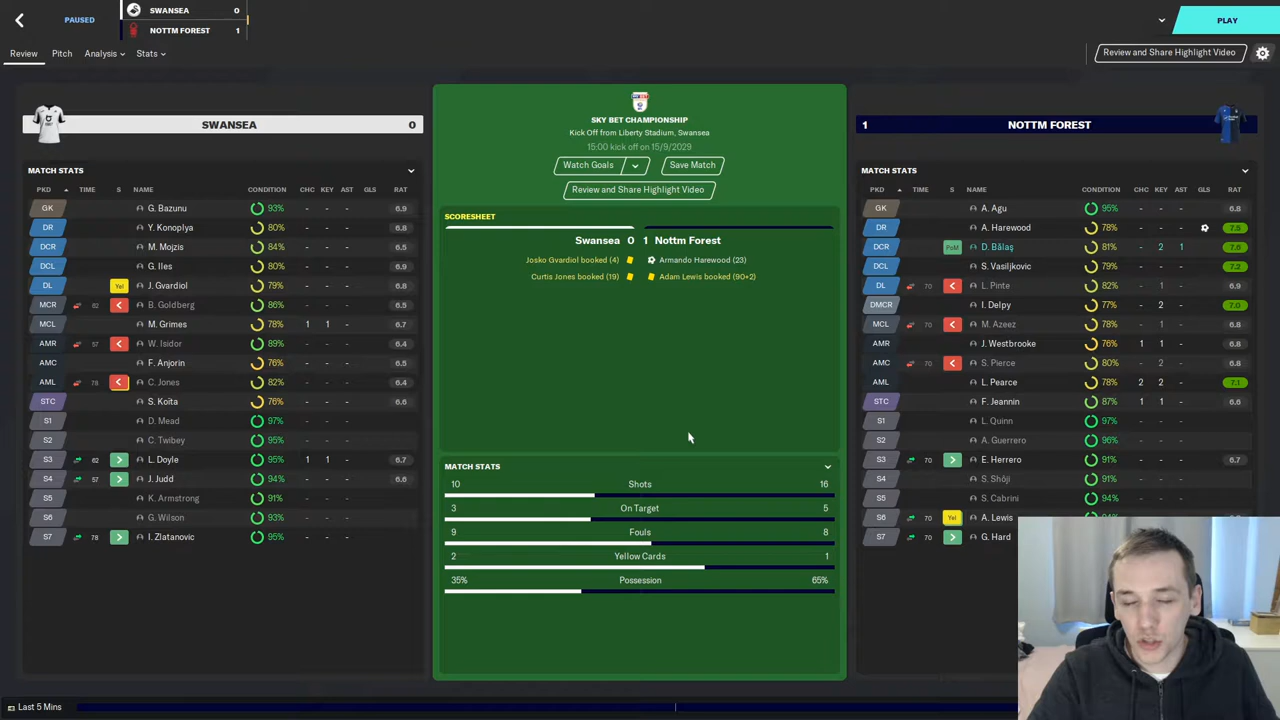 PAUSED
SWANSEA 0
NOTTM FOREST 1
PLAY
Review Pitch Analysis Stats
Review and Share Highlight Video
SWANSEA 0
MATCH STATS
PKD TIME S NAME CONDITION CHC KEY AST GLS RAT
GK G. Bazunu 93% - - - - 6.9
DR Y. Konoplya 80% - - - - 6.8
DCR M. Mojzis 84% - - - - 6.5
DCL G. Iles 80% - - - - 6.9
DL Yel J. Gvardiol 79% - - - - 6.8
MCR 62 B. Goldberg 86% - - - - 6.5
MCL M. Grimes 78% 1 1 - - 6.7
AMR 57 W. Isidor 89% - - - - 6.4
AMC F. Anjorin 76% - - - - 6.5
AML 78 C. Jones 82% - - - - 6.4
STC S. Koïta 76% - - - - 6.6
S1 D. Mead 97% - - - -
S2 C. Twibey 95% - - - -
S3 62 L. Doyle 95% 1 1 - - 6.7
S4 57 J. Judd 94% - - - - 6.6
S5 K. Armstrong 91% - - - -
S6 G. Wilson 93% - - - -
S7 78 I. Zlatanovic 95% - - - -
SKY BET CHAMPIONSHIP
Kick Off from Liberty Stadium, Swansea
15:00 kick off on 15/9/2029
Watch Goals
Save Match
Review and Share Highlight Video
SCORESHEET
Swansea 0 1 Nottm Forest
Josko Gvardiol booked (4) Armando Harewood (23)
Curtis Jones booked (19) Adam Lewis booked (90+2)
MATCH STATS
10 Shots 16
3 On Target 5
9 Fouls 8
2 Yellow Cards 1
35% Possession 65%
1 NOTTM FOREST
MATCH STATS
PKD TIME S NAME CONDITION CHC KEY AST GLS RAT
GK A. Agu 95% - - - 6.8
DR A. Harewood 78% - - - 7.5
DCR PoM D. Bălaş 81% - 2 1
DCL S. Vasiljkovic 79% - - - 7.2
DL 70 L. Pinte 82% - 1 - 6.9
DMCR I. Delpy 77% - 2 - 7.0
MCL 70 M. Azeez 78% - 1 - 6.8
AMR J. Westbrooke 76% 1 1 - 6.8
AMC 70 S. Pierce 80% - 2 - 6.8
AML L. Pearce 78% 2 2 - 7.1
STC F. Jeannin 87% 1 1 - 6.6
S1 L. Quinn 97% - - -
S2 A. Guerrero 96% - - -
S3 70 E. Herrero 91% - - - 6.7
S4 S. Shōji 91% - - -
S5 S. Cabrini 94% - - -
S6 70 Yel A. Lewis
S7 70 G. Hard
Last 5 Mins